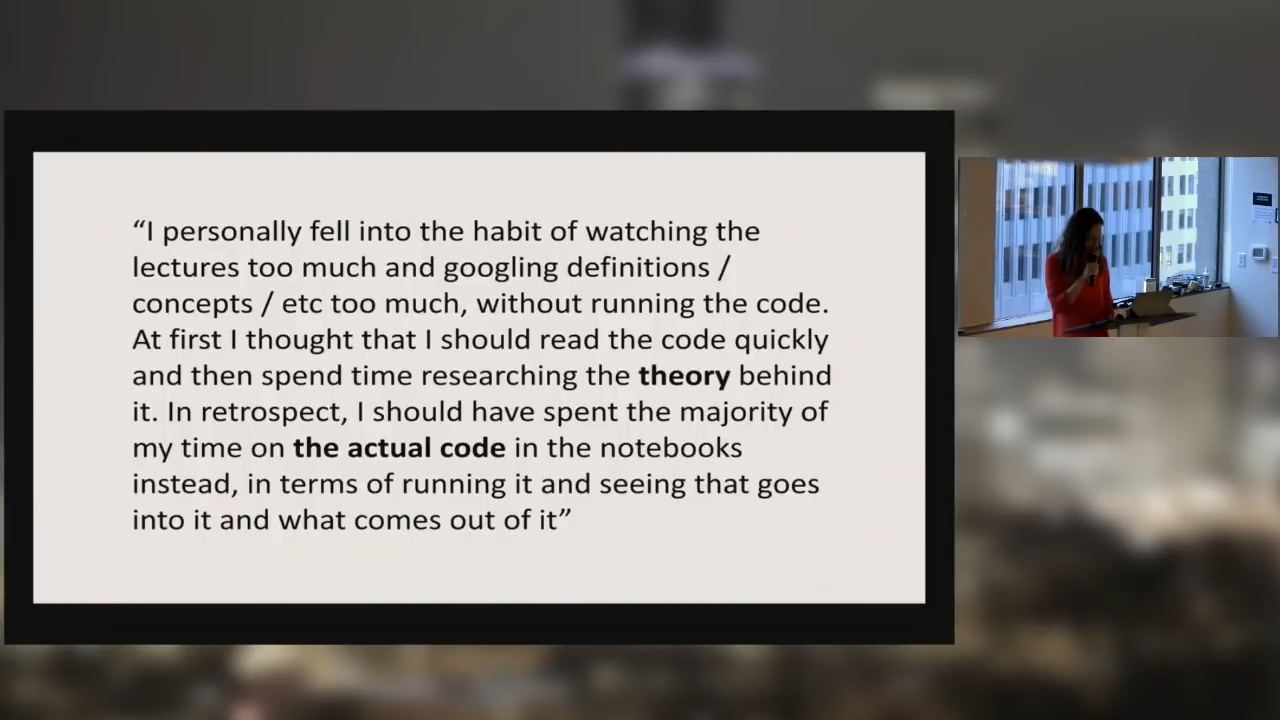 “I personally fell into the habit of watching the
lectures too much and googling definitions /
concepts / etc too much, without running the code.
At first I thought that I should read the code quickly
and then spend time researching the theory behind
it. In retrospect, I should have spent the majority of
my time on the actual code in the notebooks
instead, in terms of running it and seeing that goes
into it and what comes out of it”